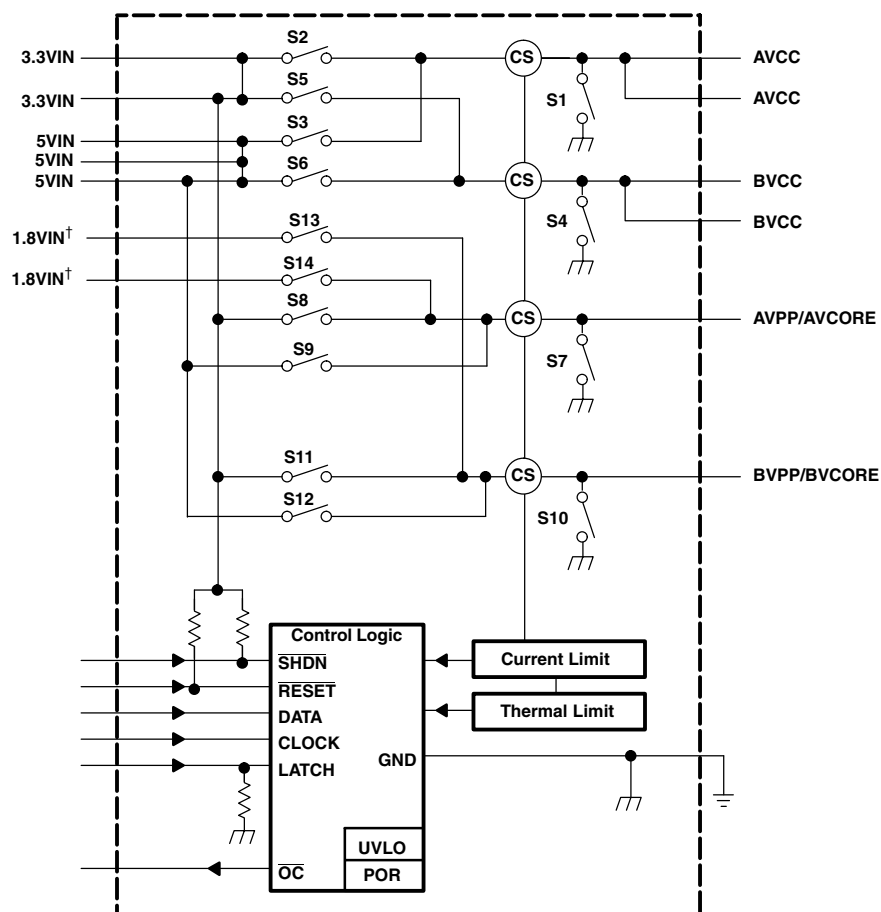 S2
3.3VIN
CS
AVCC
S5
3.3VIN
S1
AVCC
S3
5VIN
5VIN
S6
5VIN
CS
BVCC
S13
S4
BVCC
1.8VIN†
S14
1.8VIN†
S8
CS
AVPP/AVCORE
S9
S7
S11
CS
BVPP/BVCORE
S12
S10
Control Logic
SHDN
Current Limit
RESET
Thermal Limit
DATA
CLOCK
GND
LATCH
UVLO
OC
POR